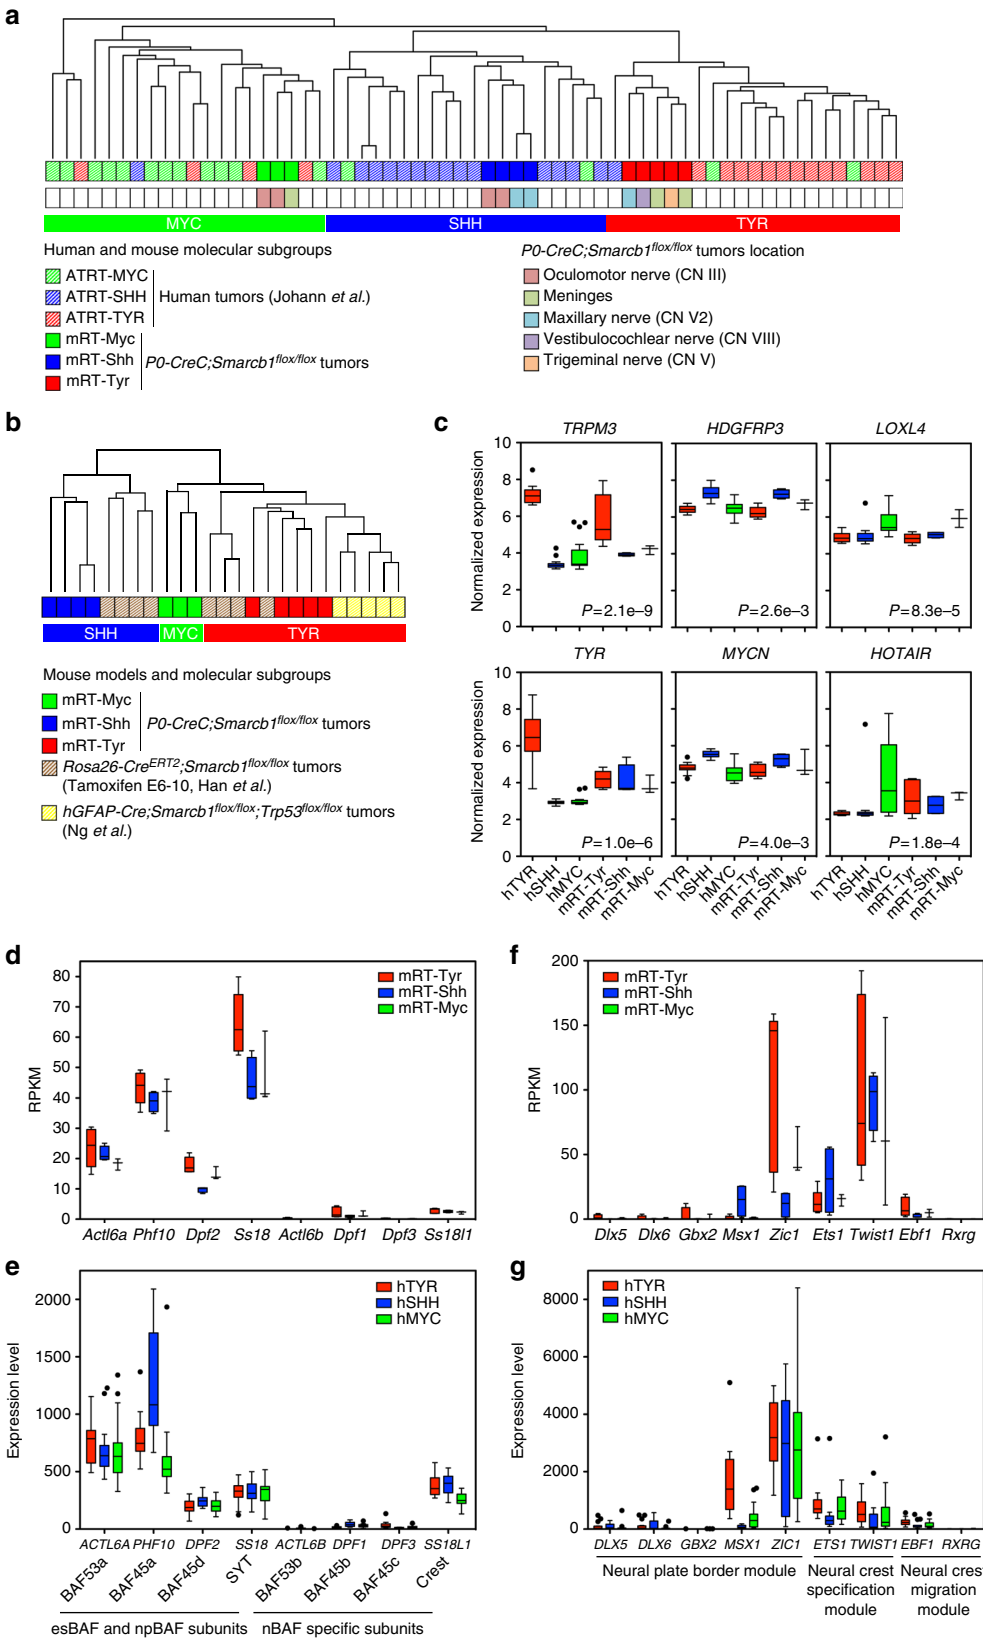 a
MYC
SHH
TYR
Human and mouse molecular subgroups
ATRT-MYC
ATRT-SHH
ATRT-TYR
Human tumors (Johann et al.)
mRT-Myc
mRT-Shh
mRT-Tyr
P0-CreC;Smarcb1flox/flox tumors
P0-CreC;Smarcb1flox/flox tumors location
Oculomotor nerve (CN III)
Meninges
Maxillary nerve (CN V2)
Vestibulocochlear nerve (CN VIII)
Trigeminal nerve (CN V)
b
SHH
MYC
TYR
Mouse models and molecular subgroups
mRT-Myc
mRT-Shh
mRT-Tyr
P0-CreC;Smarcb1flox/flox tumors
Rosa26-CreERT2;Smarcb1flox/flox tumors
(Tamoxifen E6-10, Han et al.)
hGFAP-Cre;Smarcb1flox/flox;Trp53flox/flox tumors
(Ng et al.)
c
TRPM3
HDGFRP3
LOXL4
Normalized expression
10
8
6
4
2
0
P=2.1e–9
P=2.6e–3
P=8.3e–5
TYR
MYCN
HOTAIR
Normalized expression
10
8
6
4
2
0
P=1.0e–6
P=4.0e–3
P=1.8e–4
hTYR
hSHH
hMYC
mRT-Tyr
mRT-Shh
mRT-Myc
hTYR
hSHH
hMYC
mRT-Tyr
mRT-Shh
mRT-Myc
hTYR
hSHH
hMYC
mRT-Tyr
mRT-Shh
mRT-Myc
d
RPKM
80
70
60
50
40
30
20
10
0
mRT-Tyr
mRT-Shh
mRT-Myc
Actl6a Phf10 Dpf2 Ss18 Actl6b Dpf1 Dpf3 Ss18l1
f
RPKM
200
150
100
50
0
mRT-Tyr
mRT-Shh
mRT-Myc
Dlx5 Dlx6 Gbx2 Msx1 Zic1 Ets1 Twist1 Ebf1 Rxrg
e
Expression level
2000
1500
1000
500
0
hTYR
hSHH
hMYC
ACTL6A PHF10 DPF2 SS18 ACTL6B DPF1 DPF3 SS18L1
BAF53a
BAF45a
BAF45d
SYT
BAF53b
BAF45b
BAF45c
Crest
esBAF and npBAF subunits
nBAF specific subunits
g
Expression level
8000
6000
4000
2000
0
hTYR
hSHH
hMYC
DLX5 DLX6 GBX2 MSX1 ZIC1 ETS1 TWIST1 EBF1 RXRG
Neural plate border module
Neural crest
specification
module
Neural crest
migration
module